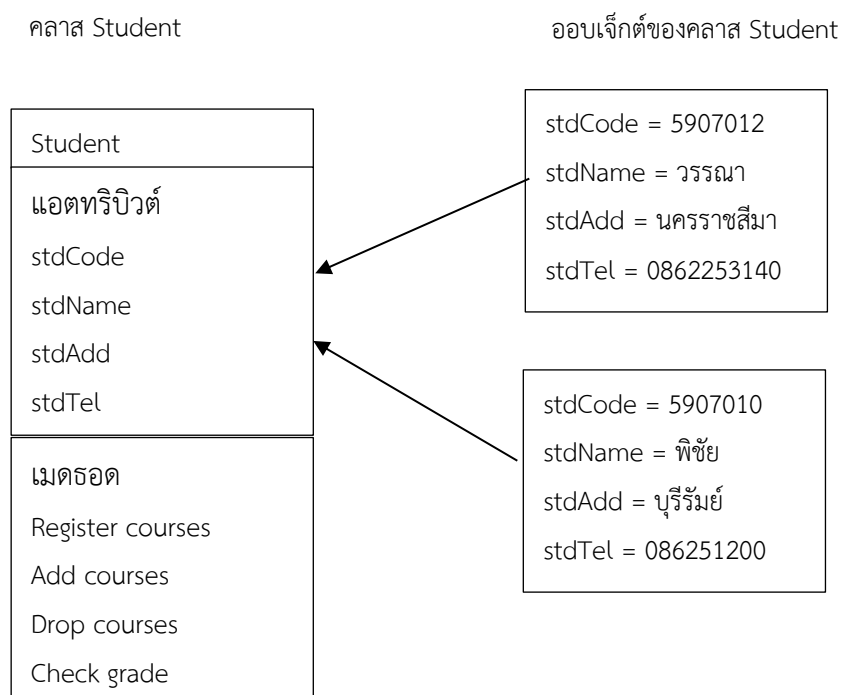 คลาส Student
ออบเจ็กต์ของคลาส Student
Student
แอตทริบิวต์
stdCode
stdName
stdAdd
stdTel
เมดธอด
Register courses
Add courses
Drop courses
Check grade
stdCode = 5907012
stdName = วรรณา
stdAdd = นครราชสีมา
stdTel = 0862253140
stdCode = 5907010
stdName = พิชัย
stdAdd = บุรีรัมย์
stdTel = 086251200